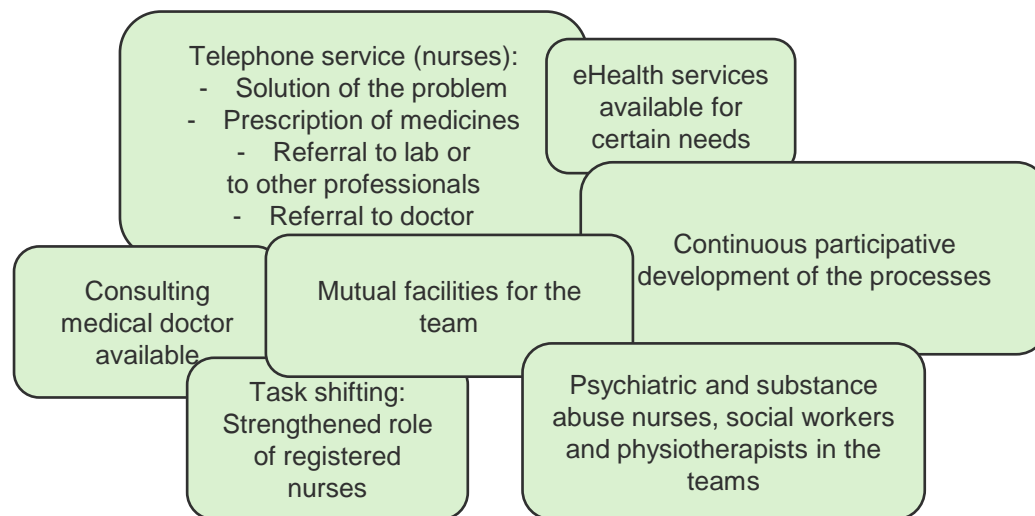 Telephone service (nurses):
- Solution of the problem
- Prescription of medicines
- Referral to lab or
to other professionals
- Referral to doctor
eHealth services
available for
certain needs
Continuous participative
development of the processes
Consulting
medical doctor
available
Mutual facilities for the
team
Task shifting:
Strengthened role
of registered
nurses
Psychiatric and substance
abuse nurses, social workers
and physiotherapists in the
teams